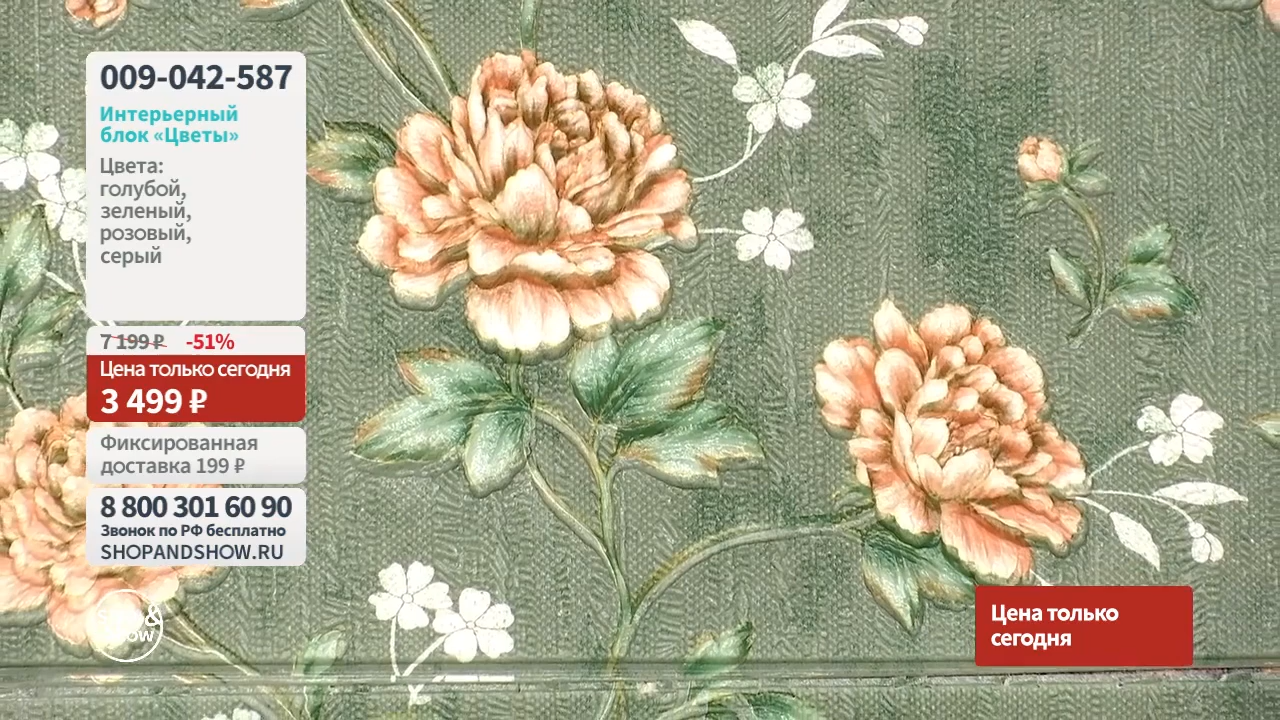 009-042-587
Интерьерный
блок «Цветы»
Цвета:
голубой,
зеленый,
розовый,
серый
7 199 ₽ -51%
Цена только сегодня
3 499 ₽
Фиксированная
доставка 199 ₽
8 800 301 60 90
Звонок по РФ бесплатно
SHOPANDSHOW.RU
Цена только
сегодня